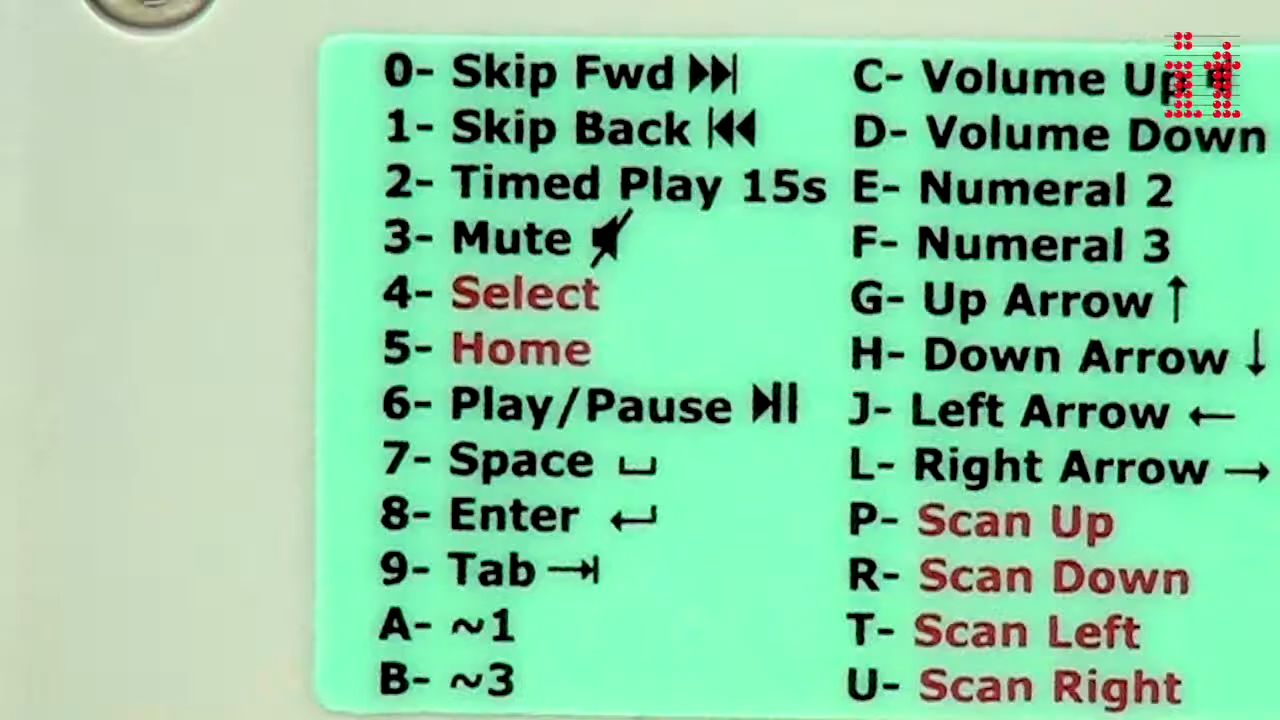 0- Skip Fwd
1- Skip Back
2- Timed Play 15s
3- Mute
4- Select
5- Home
6- Play/Pause
7- Space
8- Enter
9- Tab
A- ~1
B- ~3
C- Volume Up
D- Volume Down
E- Numeral 2
F- Numeral 3
G- Up Arrow ↑
H- Down Arrow ↓
J- Left Arrow ←
L- Right Arrow →
P- Scan Up
R- Scan Down
T- Scan Left
U- Scan Right
it